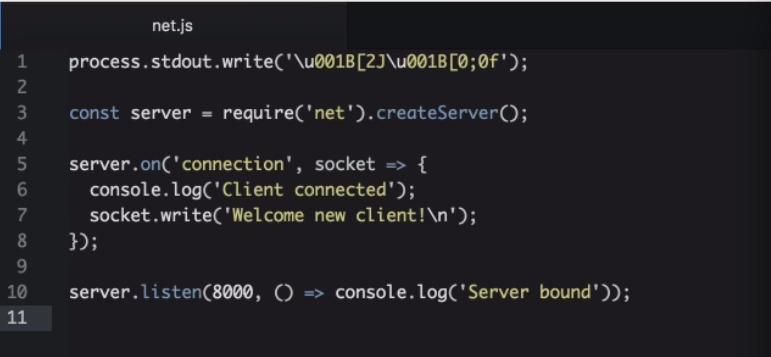 net.js
1 process.stdout.write('\u001B[2J\u001B[0;0f');
2
3 const server = require('net').createServer();
4
5 server.on('connection', socket => {
6   console.log('Client connected');
7   socket.write('Welcome new client!\n');
8 });
9
10 server.listen(8000, () => console.log('Server bound'));
11